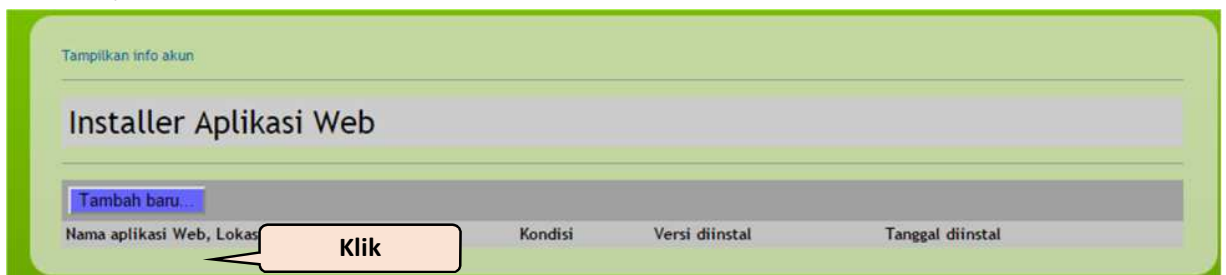 Tampilkan info akun
Installer Aplikasi Web
Tambah baru...
Nama aplikasi Web, Lokas Kondisi Versi diinstal Tanggal diinstal
Klik